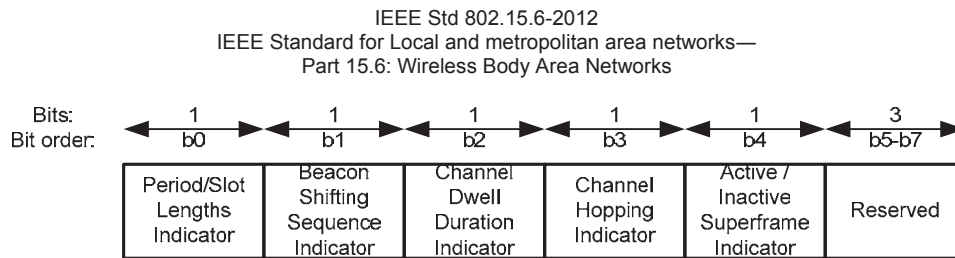 IEEE Std 802.15.6-2012
IEEE Standard for Local and metropolitan area networks—
Part 15.6: Wireless Body Area Networks
Bits: 1 1 1 1 1 3
Bit order: b0 b1 b2 b3 b4 b5-b7
Period/Slot
Lengths
Indicator
Beacon
Shifting
Sequence
Indicator
Channel
Dwell
Duration
Indicator
Channel
Hopping
Indicator
Active /
Inactive
Superframe
Indicator
Reserved